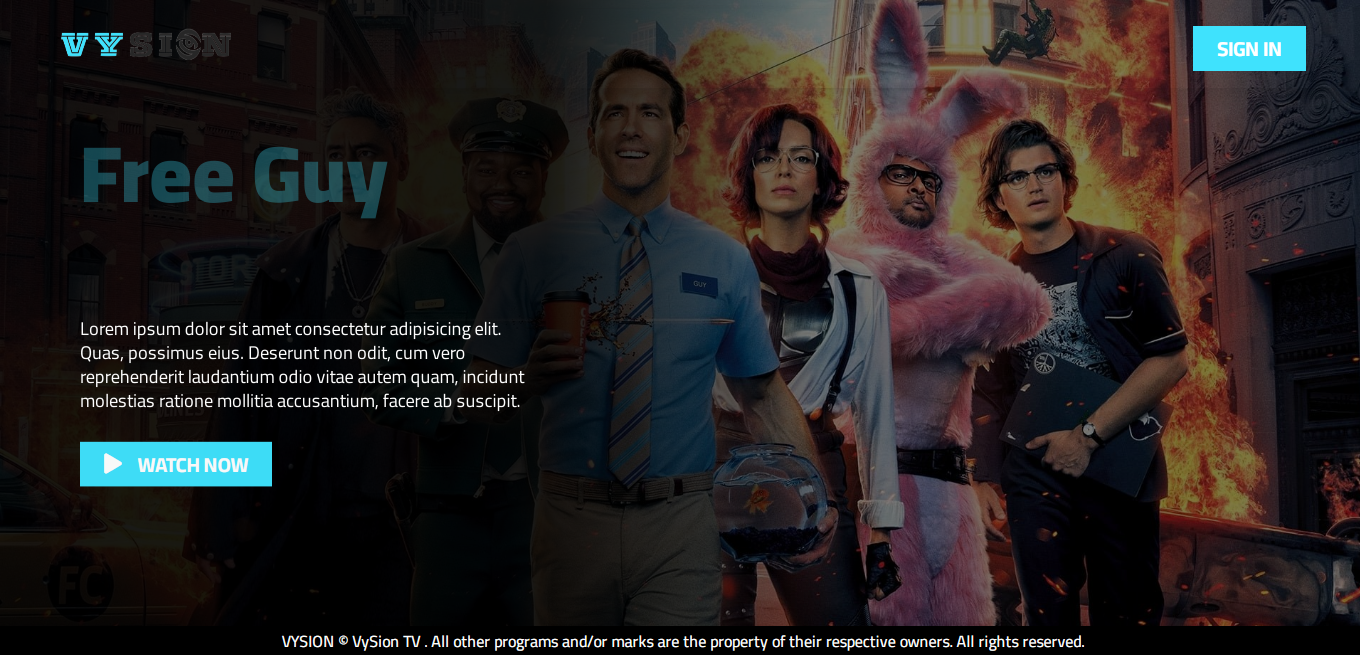 VYSION
SIGN IN
Free Guy
STOR
GUY
Lorem ipsum dolor sit amet consectetur adipisicing elit.
Quas, possimus eius. Deserunt non odit, cum vero
reprehenderit laudantium odio vitae autem quam, incidunt
molestias ratione mollitia accusantium, facere ab suscipit.
WATCH NOW
FC
VYSION © VySion TV . All other programs and/or marks are the property of their respective owners. All rights reserved.